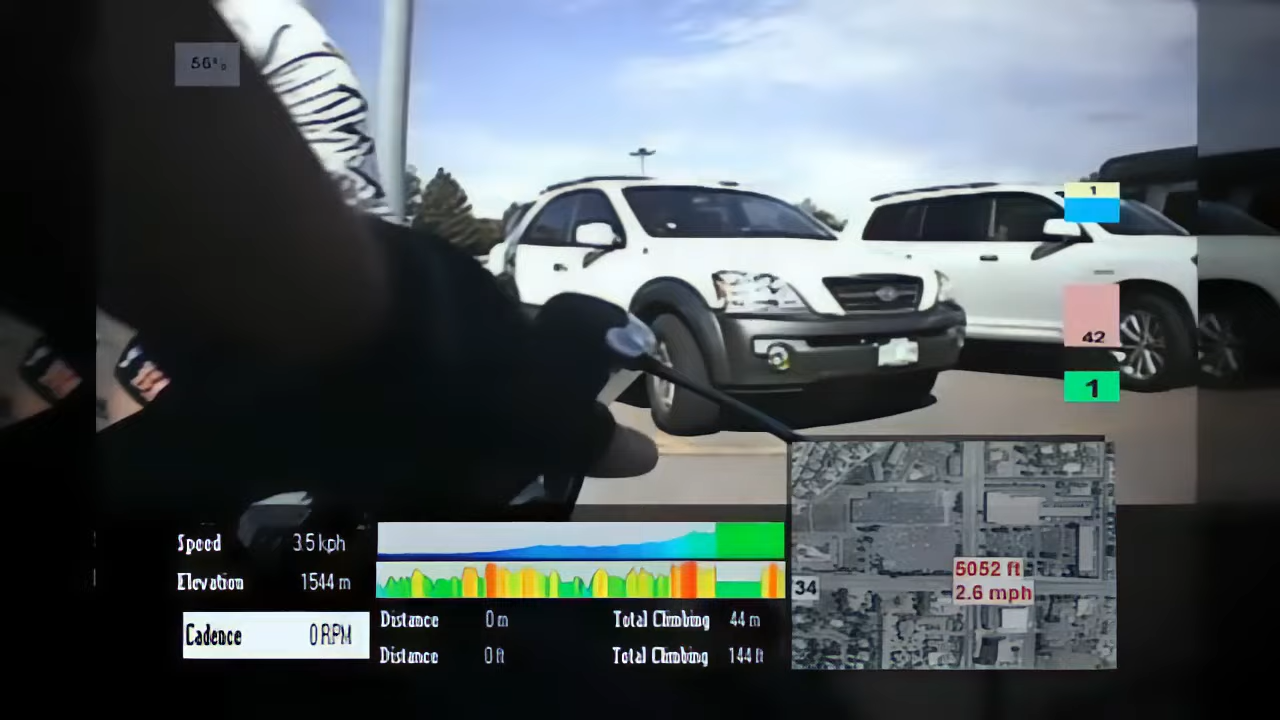 1
42
1
Speed 3.5 kph
Elevation 1544 m
Cadence 0 RPM
Distance 0 m Total Climbing 44 m
Distance 0 ft Total Climbing 144 ft
34
5052 ft
2.6 mph